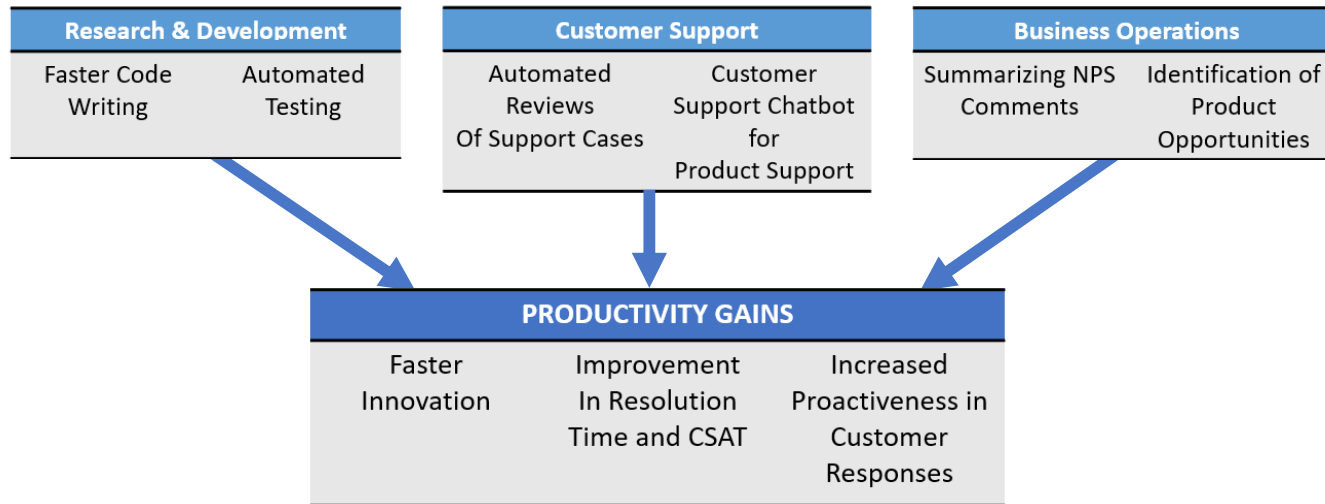 Research & Development
Faster Code
Writing
Automated
Testing
Customer Support
Automated
Reviews
Of Support Cases
Customer
Support Chatbot
for
Product Support
Business Operations
Summarizing NPS
Comments
Identification of
Product
Opportunities
PRODUCTIVITY GAINS
Faster
Innovation
Improvement
In Resolution
Time and CSAT
Increased
Proactiveness in
Customer
Responses